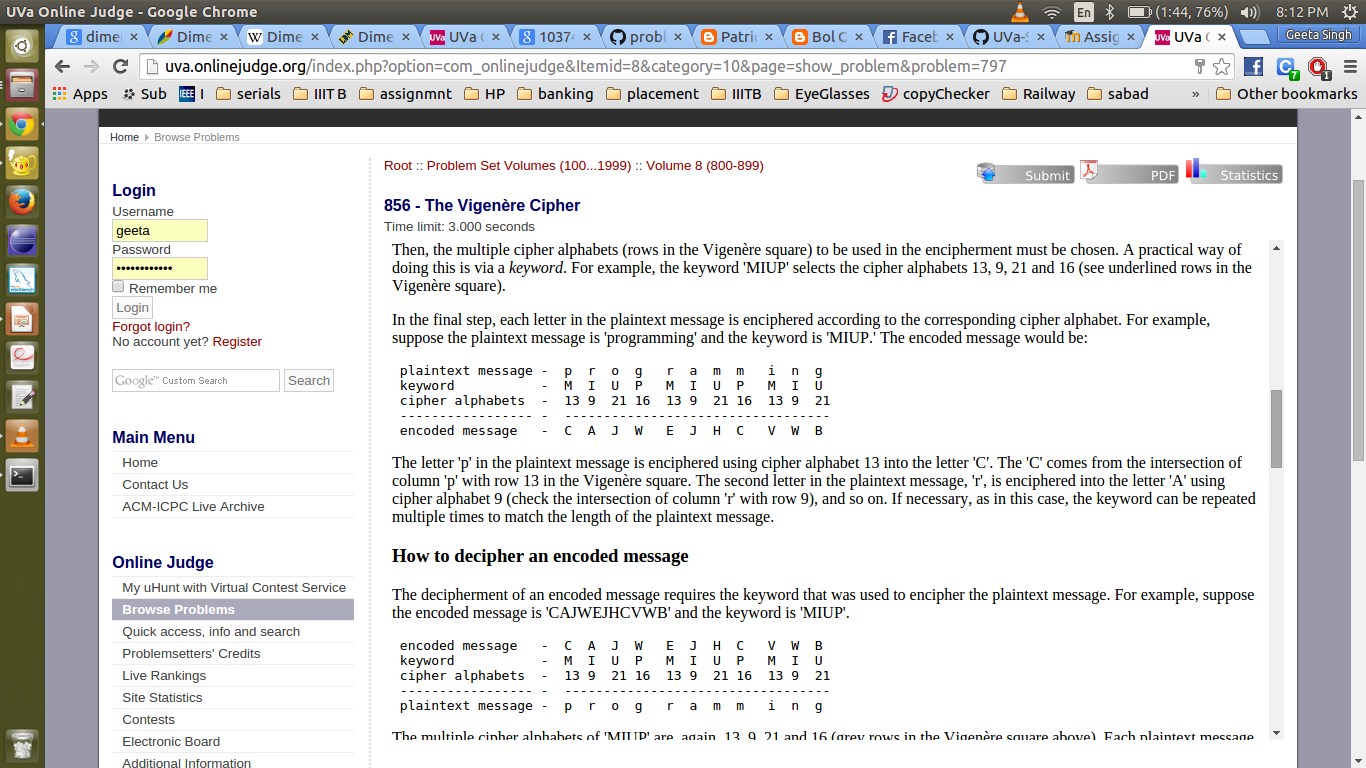 UVa Online Judge - Google Chrome
En
(1:44, 76%)
8:12 PM
dime
Dime
Dime
Dime
UVa
1037
prob
Patri
Bol C
Faceb
UVa-S
Assig
UVa
Geeta Singh
uva.onlinejudge.org/index.php?option=com_onlinejudge&Itemid=8&category=10&page=show_problem&problem=797
7
1
Apps
Sub
IEEE I
serials
IIIT B
assignmnt
HP
banking
placement
IIITB
EyeGlasses
copyChecker
Railway
sabad
»
Other bookmarks
Home
Browse Problems
Login
Username
geeta
Password
••••••••••••
Remember me
Login
Forgot login?
No account yet? Register
Google™ Custom Search
Search
Main Menu
Home
Contact Us
ACM-ICPC Live Archive
Online Judge
My uHunt with Virtual Contest Service
Browse Problems
Quick access, info and search
Problemsetters' Credits
Live Rankings
Site Statistics
Contests
Electronic Board
Additional Information
Root :: Problem Set Volumes (100...1999) :: Volume 8 (800-899)
Submit
PDF
Statistics
856 - The Vigenère Cipher
Time limit: 3.000 seconds
Then, the multiple cipher alphabets (rows in the Vigenère square) to be used in the encipherment must be chosen. A practical way of
doing this is via a keyword. For example, the keyword 'MIUP' selects the cipher alphabets 13, 9, 21 and 16 (see underlined rows in the
Vigenère square).
In the final step, each letter in the plaintext message is enciphered according to the corresponding cipher alphabet. For example,
suppose the plaintext message is 'programming' and the keyword is 'MIUP.' The encoded message would be:
plaintext message - p r o g r a m m i n g
keyword - M I U P M I U P M I U
cipher alphabets - 13 9 21 16 13 9 21 16 13 9 21
----------------- - ---------------------------------
encoded message - C A J W E J H C V W B
The letter 'p' in the plaintext message is enciphered using cipher alphabet 13 into the letter 'C'. The 'C' comes from the intersection of
column 'p' with row 13 in the Vigenère square. The second letter in the plaintext message, 'r', is enciphered into the letter 'A' using
cipher alphabet 9 (check the intersection of column 'r' with row 9), and so on. If necessary, as in this case, the keyword can be repeated
multiple times to match the length of the plaintext message.
How to decipher an encoded message
The decipherment of an encoded message requires the keyword that was used to encipher the plaintext message. For example, suppose
the encoded message is 'CAJWEJHCVWB' and the keyword is 'MIUP'.
encoded message - C A J W E J H C V W B
keyword - M I U P M I U P M I U
cipher alphabets - 13 9 21 16 13 9 21 16 13 9 21
----------------- - ---------------------------------
plaintext message - p r o g r a m m i n g
The multiple cipher alphabets of 'MIUP' are, again, 13, 9, 21 and 16 (grey rows in the Vigenère square above). Each plaintext message